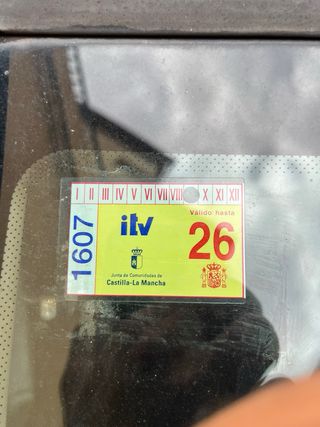 I II III IV V VI VII VIII X XI XII
Válido hasta
itv
26
1607
Junta de Comunidades de
Castilla-La Mancha